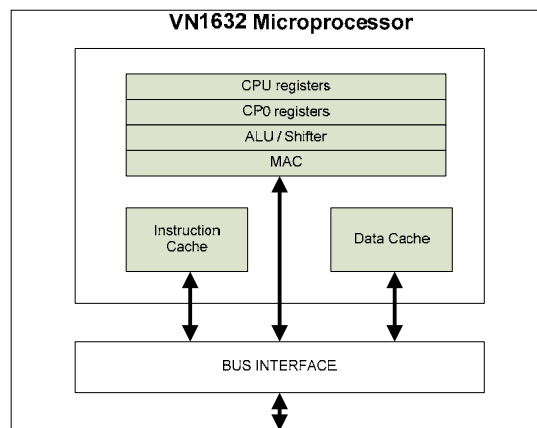 VN1632 Microprocessor
CPU registers
CP0 registers
ALU / Shifter
MAC
Instruction
Cache
Data Cache
BUS INTERFACE